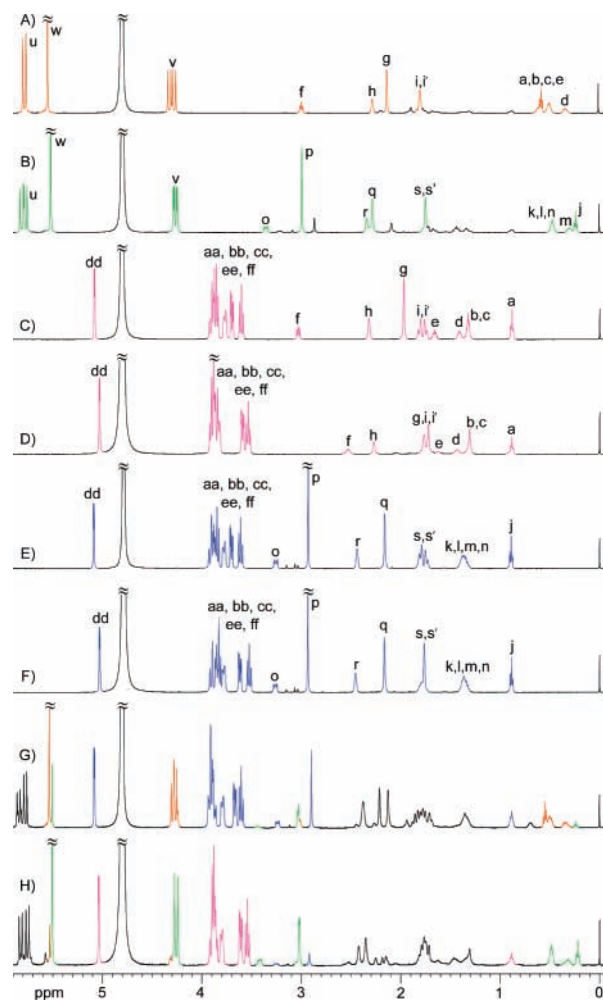 A) u ≈ w ≈ v f h g i,i′ a,b,c,e d
B) u ≈ w ≈ v o p r q s,s′ k,l,n m j
C) dd ≈ aa, bb, cc, ee, ff f h g i,i′ e d b,c a
D) dd ≈ aa, bb, cc, ee, ff ≈ f h g,i,i′ e d b,c a
E) dd ≈ aa, bb, cc, ee, ff o ≈ p r q s,s′ k,l,m,n j
F) dd ≈ aa, bb, cc, ee, ff o ≈ p r q s,s′ k,l,m,n j
G) ≈ ≈
H) ≈ ≈
ppm 5 4 3 2 1 0